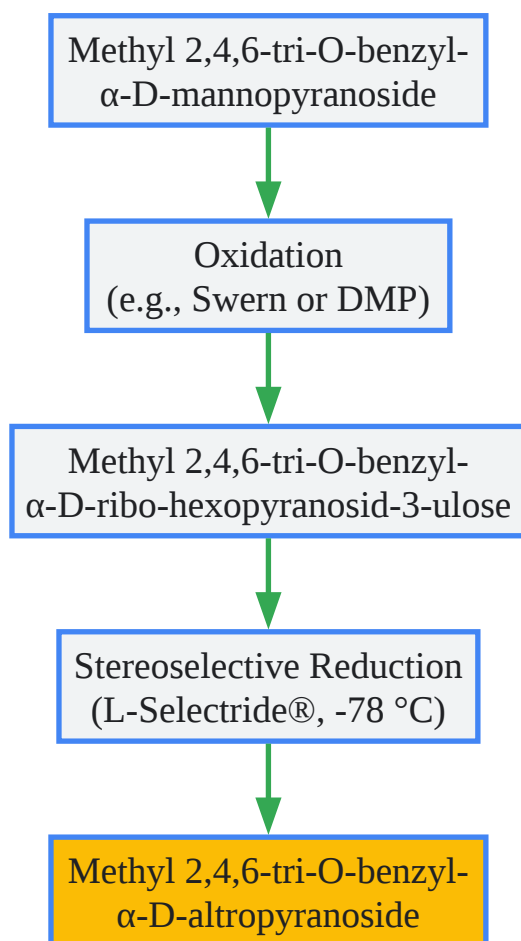 Methyl 2,4,6-tri-O-benzyl-
α-D-mannopyranoside
Oxidation
(e.g., Swern or DMP)
Methyl 2,4,6-tri-O-benzyl-
α-D-ribo-hexopyranosid-3-ulose
Stereoselective Reduction
(L-Selectride®, -78 °C)
Methyl 2,4,6-tri-O-benzyl-
α-D-altropyranoside